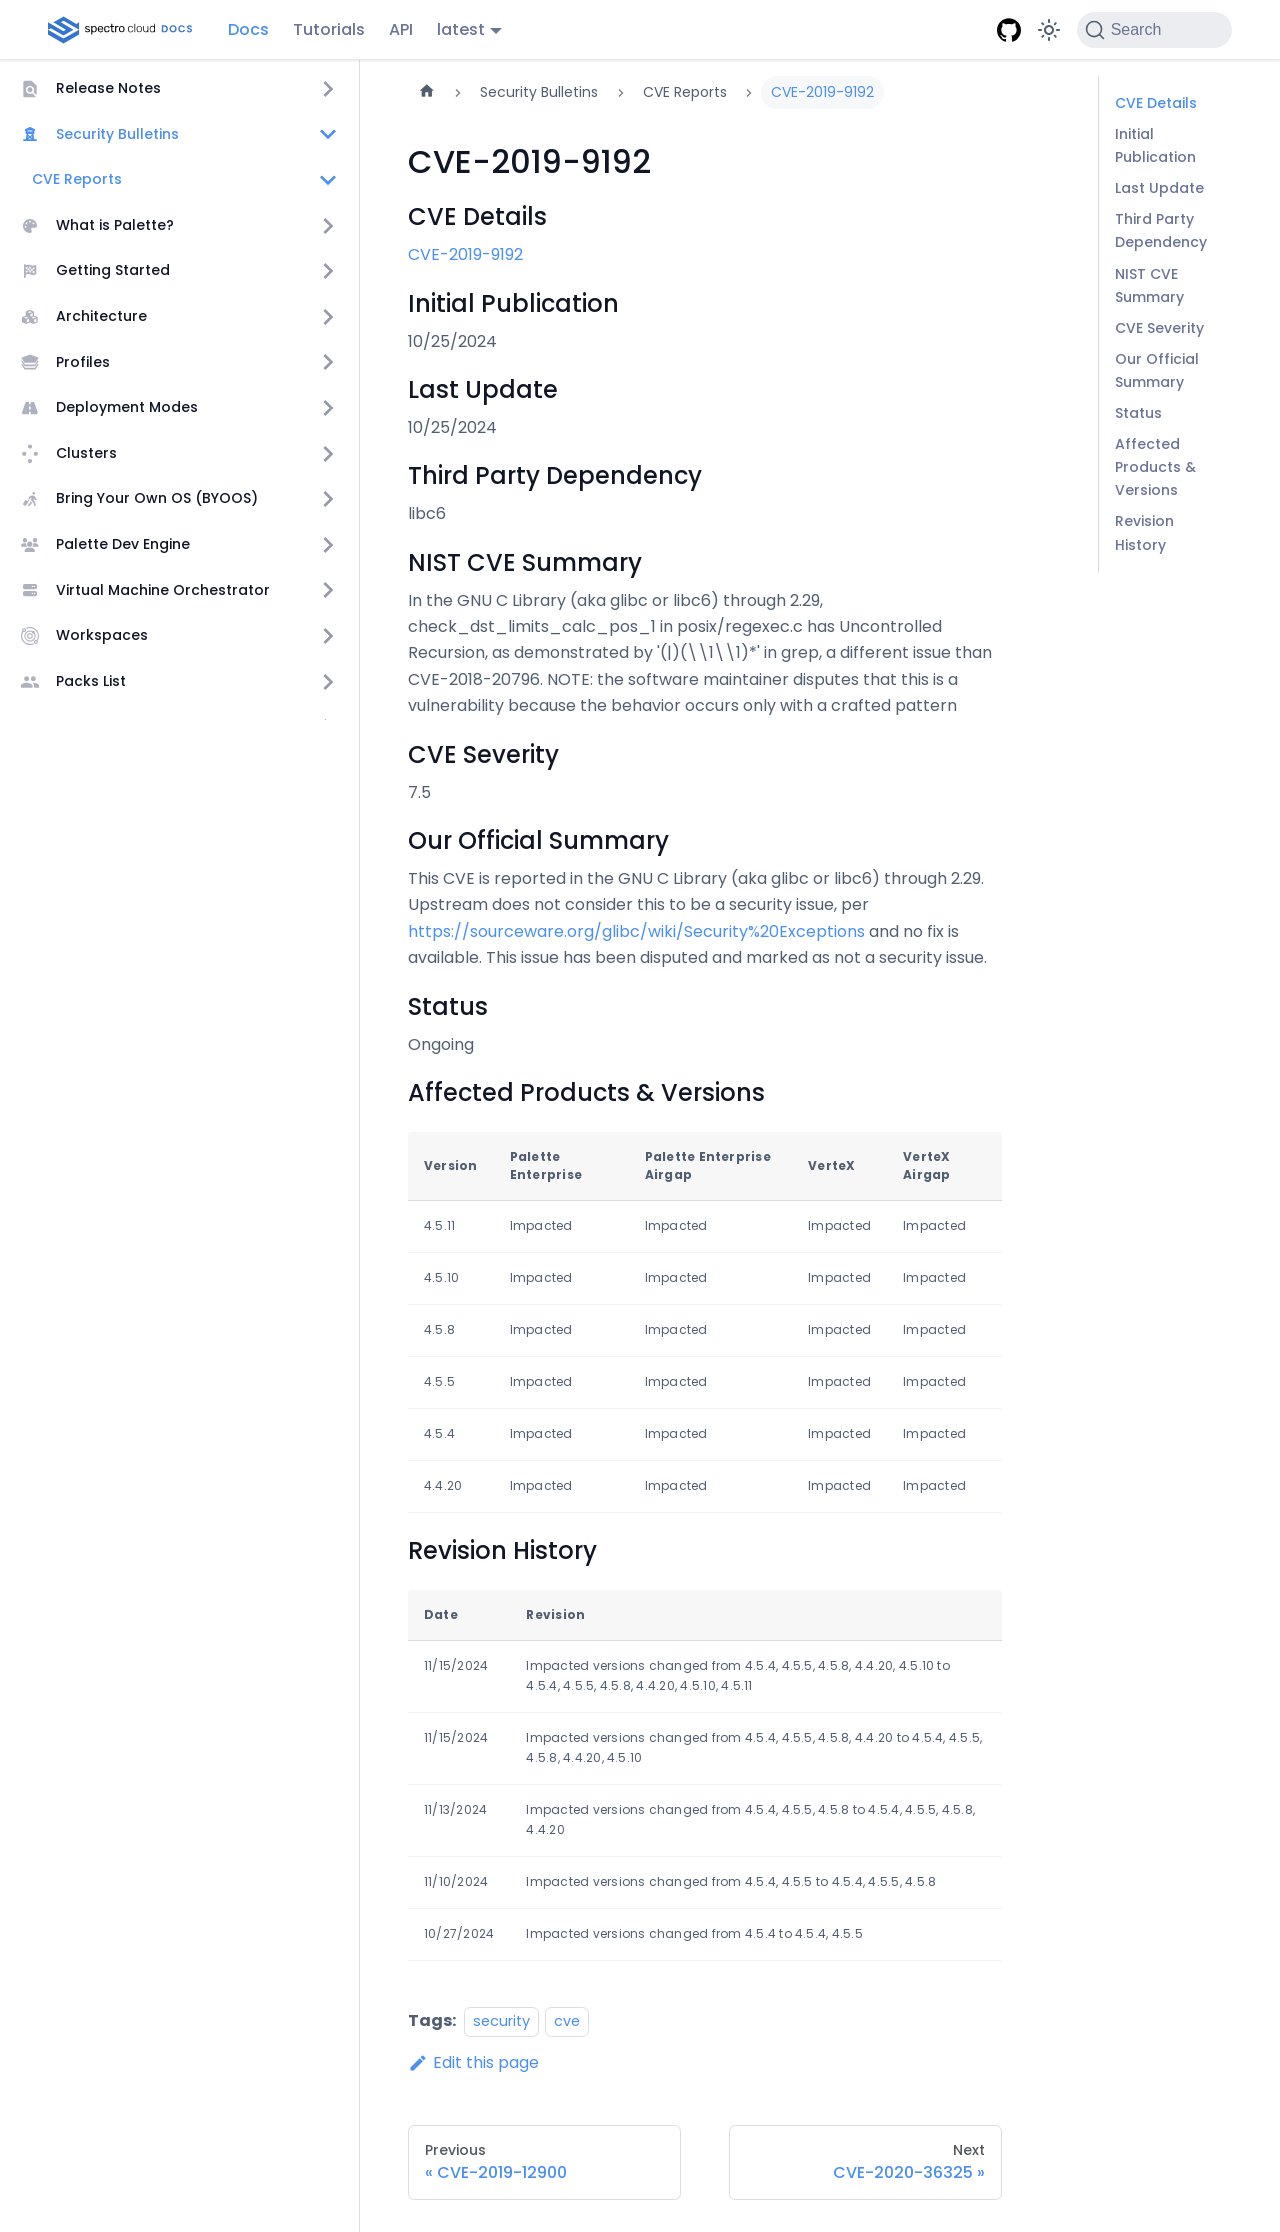 spectro cloud DOCS Docs Tutorials API latest Search
Release Notes
Security Bulletins
CVE Reports
What is Palette?
Getting Started
Architecture
Profiles
Deployment Modes
Clusters
Bring Your Own OS (BYOOS)
Palette Dev Engine
Virtual Machine Orchestrator
Workspaces
Packs List
Security Bulletins CVE Reports CVE-2019-9192
CVE-2019-9192
CVE Details
CVE-2019-9192
Initial Publication
10/25/2024
Last Update
10/25/2024
Third Party Dependency
libc6
NIST CVE Summary
In the GNU C Library (aka glibc or libc6) through 2.29,
check_dst_limits_calc_pos_1 in posix/regexec.c has Uncontrolled
Recursion, as demonstrated by '(|)(\\1\\1)*' in grep, a different issue than
CVE-2018-20796. NOTE: the software maintainer disputes that this is a
vulnerability because the behavior occurs only with a crafted pattern
CVE Severity
7.5
Our Official Summary
This CVE is reported in the GNU C Library (aka glibc or libc6) through 2.29.
Upstream does not consider this to be a security issue, per
https://sourceware.org/glibc/wiki/Security%20Exceptions and no fix is
available. This issue has been disputed and marked as not a security issue.
Status
Ongoing
Affected Products & Versions
Version Palette Enterprise Palette Enterprise Airgap VerteX VerteX Airgap
4.5.11 Impacted Impacted Impacted Impacted
4.5.10 Impacted Impacted Impacted Impacted
4.5.8 Impacted Impacted Impacted Impacted
4.5.5 Impacted Impacted Impacted Impacted
4.5.4 Impacted Impacted Impacted Impacted
4.4.20 Impacted Impacted Impacted Impacted
Revision History
Date Revision
11/15/2024 Impacted versions changed from 4.5.4, 4.5.5, 4.5.8, 4.4.20, 4.5.10 to
4.5.4, 4.5.5, 4.5.8, 4.4.20, 4.5.10, 4.5.11
11/15/2024 Impacted versions changed from 4.5.4, 4.5.5, 4.5.8, 4.4.20 to 4.5.4, 4.5.5,
4.5.8, 4.4.20, 4.5.10
11/13/2024 Impacted versions changed from 4.5.4, 4.5.5, 4.5.8 to 4.5.4, 4.5.5, 4.5.8,
4.4.20
11/10/2024 Impacted versions changed from 4.5.4, 4.5.5 to 4.5.4, 4.5.5, 4.5.8
10/27/2024 Impacted versions changed from 4.5.4 to 4.5.4, 4.5.5
Tags: security cve
Edit this page
Previous
« CVE-2019-12900
Next
CVE-2020-36325 »
CVE Details
Initial
Publication
Last Update
Third Party
Dependency
NIST CVE
Summary
CVE Severity
Our Official
Summary
Status
Affected
Products &
Versions
Revision
History